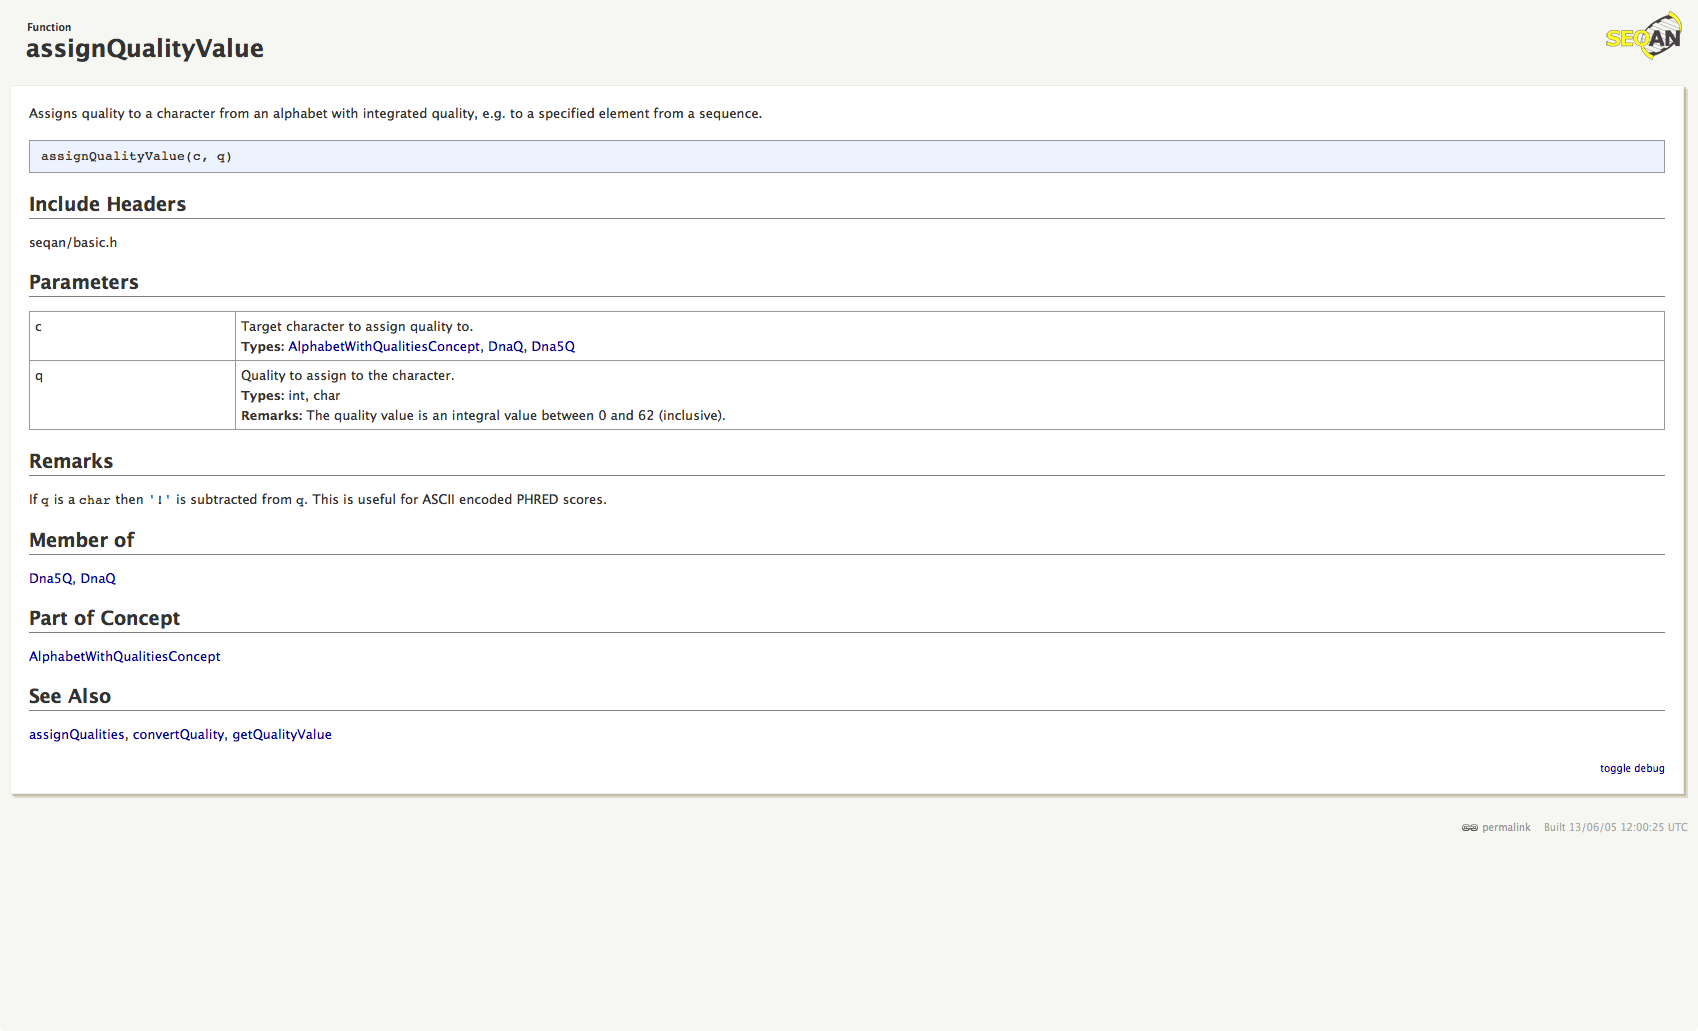 Function
assignQualityValue
SEQAN
Assigns quality to a character from an alphabet with integrated quality, e.g. to a specified element from a sequence.
assignQualityValue(c, q)
Include Headers
seqan/basic.h
Parameters
c
Target character to assign quality to.
Types: AlphabetWithQualitiesConcept, DnaQ, Dna5Q
q
Quality to assign to the character.
Types: int, char
Remarks: The quality value is an integral value between 0 and 62 (inclusive).
Remarks
If q is a char then '!' is subtracted from q. This is useful for ASCII encoded PHRED scores.
Member of
Dna5Q, DnaQ
Part of Concept
AlphabetWithQualitiesConcept
See Also
assignQualities, convertQuality, getQualityValue
toggle debug
permalink Built 13/06/05 12:00:25 UTC